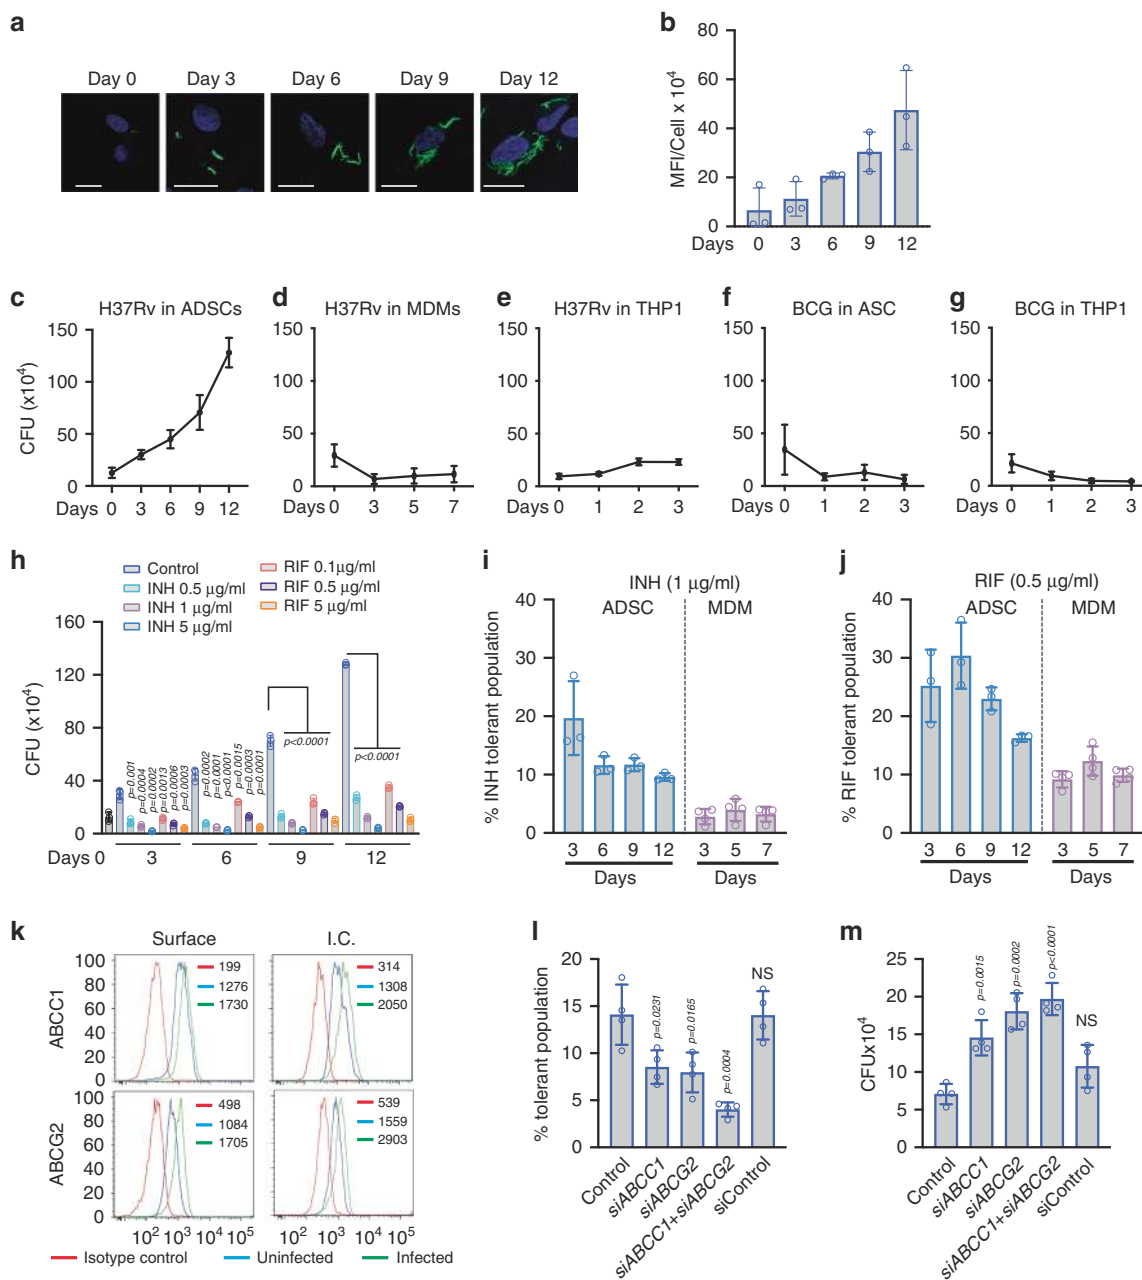 a
Day 0 Day 3 Day 6 Day 9 Day 12
b
MFI/Cell x 10⁴
80
60
40
20
0
Days 0 3 6 9 12
c
H37Rv in ADSCs
CFU (x10⁴)
150
100
50
0
Days 0 3 6 9 12
d
H37Rv in MDMs
150
100
50
0
0 3 5 7
e
H37Rv in THP1
150
100
50
0
0 1 2 3
f
BCG in ASC
150
100
50
0
0 1 2 3
g
BCG in THP1
150
100
50
0
0 1 2 3
h
Control
INH 0.5 µg/ml
INH 1 µg/ml
INH 5 µg/ml
RIF 0.1µg/ml
RIF 0.5 µg/ml
RIF 5 µg/ml
CFU (x10⁴)
160
120
80
40
0
p=0.001
p=0.0004
p=0.0002
p=0.0013
p=0.0006
p=0.0003
p=0.0002
p=0.0001
p<0.0001
p=0.0015
p=0.0003
p=0.0001
p<0.0001
p<0.0001
Days 0 3 6 9 12
i
INH (1 µg/ml)
ADSC MDM
% INH tolerant population
40
30
20
10
0
3 6 9 12 3 5 7
Days Days
j
RIF (0.5 µg/ml)
ADSC MDM
% RIF tolerant population
40
30
20
10
0
3 6 9 12 3 5 7
Days Days
k
Surface I.C.
ABCC1
100
80
60
40
20
0
199
1276
1730
314
1308
2050
ABCG2
100
80
60
40
20
0
498
1084
1705
539
1559
2903
10² 10³ 10⁴ 10⁵ 10² 10³ 10⁴ 10⁵
Isotype control Uninfected Infected
l
% tolerant population
20
15
10
5
0
p=0.0231
p=0.0165
p=0.0004
NS
Control
siABCC1
siABCG2
siABCC1+siABCG2
siControl
m
CFUx10⁴
25
20
15
10
5
0
p=0.0015
p=0.0002
p<0.0001
NS
Control
siABCC1
siABCG2
siABCC1+siABCG2
siControl